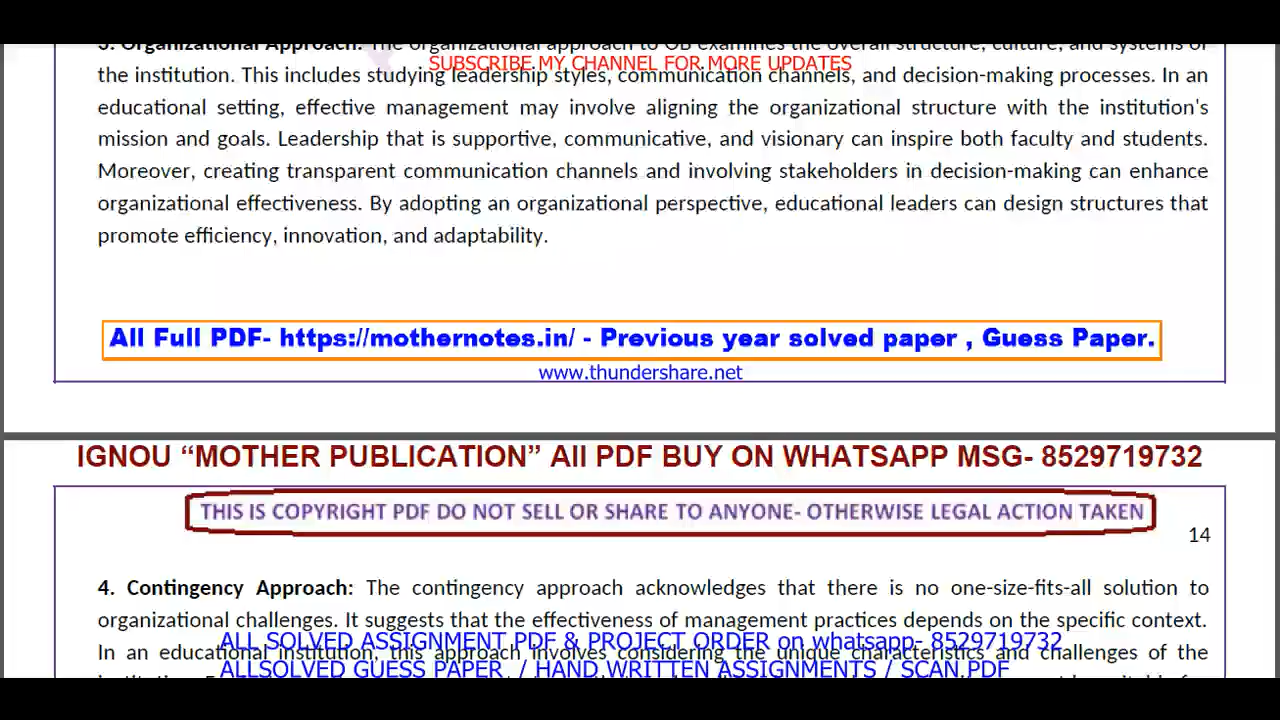 3. Organizational Approach: The organizational approach to OB examines the overall structure, culture, and systems of
SUBSCRIBE MY CHANNEL FOR MORE UPDATES
the institution. This includes studying leadership styles, communication channels, and decision-making processes. In an
educational setting, effective management may involve aligning the organizational structure with the institution's
mission and goals. Leadership that is supportive, communicative, and visionary can inspire both faculty and students.
Moreover, creating transparent communication channels and involving stakeholders in decision-making can enhance
organizational effectiveness. By adopting an organizational perspective, educational leaders can design structures that
promote efficiency, innovation, and adaptability.
All Full PDF- https://mothernotes.in/ - Previous year solved paper , Guess Paper.
www.thundershare.net
IGNOU “MOTHER PUBLICATION” All PDF BUY ON WHATSAPP MSG- 8529719732
THIS IS COPYRIGHT PDF DO NOT SELL OR SHARE TO ANYONE- OTHERWISE LEGAL ACTION TAKEN
14
4. Contingency Approach: The contingency approach acknowledges that there is no one-size-fits-all solution to
organizational challenges. It suggests that the effectiveness of management practices depends on the specific context.
ALL SOLVED ASSIGNMENT PDF & PROJECT ORDER on whatsapp- 8529719732
In an educational institution, this approach involves considering the unique characteristics and challenges of the
ALLSOLVED GUESS PAPER / HAND WRITTEN ASSIGNMENTS / SCAN PDF